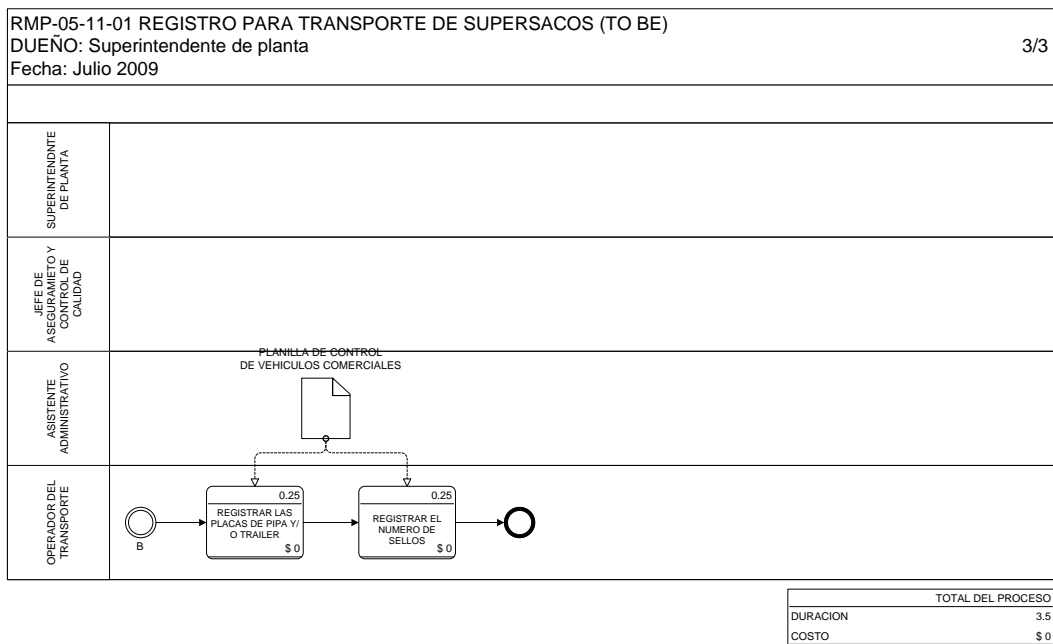 RMP-05-11-01 REGISTRO PARA TRANSPORTE DE SUPERSACOS (TO BE)
DUEÑO: Superintendente de planta
3/3
Fecha: Julio 2009
SUPERINTENDNTE
DE PLANTA
JEFE DE
ASEGURAMIETO Y
CONTROL DE
CALIDAD
ASISTENTE
ADMINISTRATIVO
PLANILLA DE CONTROL
DE VEHICULOS COMERCIALES
OPERADOR DEL
TRANSPORTE
B
0.25
REGISTRAR LAS
PLACAS DE PIPA Y/
O TRAILER
$ 0
0.25
REGISTRAR EL
NUMERO DE
SELLOS
$ 0
TOTAL DEL PROCESO
DURACION 3.5
COSTO $ 0